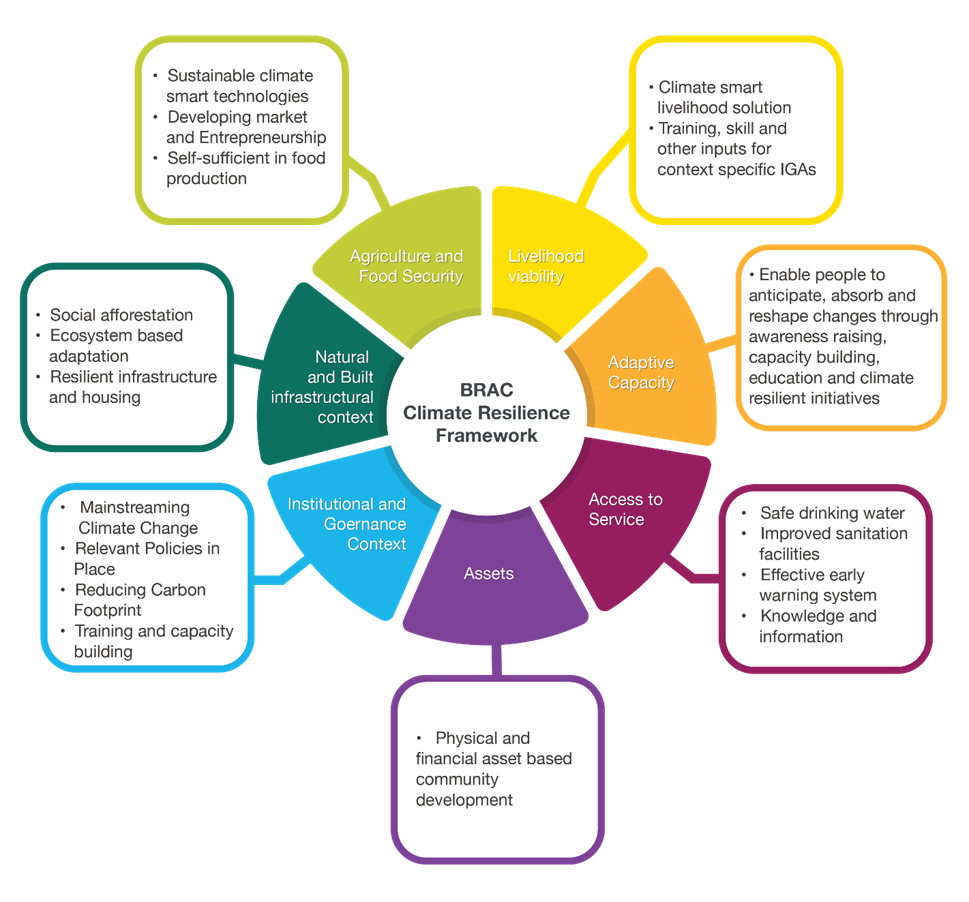 • Sustainable climate
smart technologies
• Developing market
and Entrepreneurship
• Self-sufficient in food
production
• Climate smart
livelihood solution
• Training, skill and
other inputs for
context specific IGAs
Agriculture and
Food Security
Livelihood
viability
• Social afforestation
• Ecosystem based
adaptation
• Resilient infrastructure
and housing
Natural
and Built
infrastructural
context
BRAC
Climate Resilience
Framework
Adaptive
Capacity
• Enable people to
anticipate, absorb and
reshape changes through
awareness raising,
capacity building,
education and climate
resilient initiatives
• Mainstreaming
Climate Change
• Relevant Policies in
Place
• Reducing Carbon
Footprint
• Training and capacity
building
Institutional and
Goernance
Context
Assets
Access to
Service
• Safe drinking water
• Improved sanitation
facilities
• Effective early
warning system
• Knowledge and
information
• Physical and
financial asset based
community
development